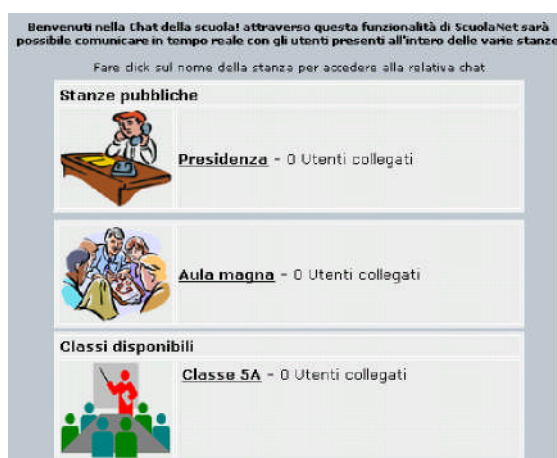 Benvenuti nella Chat della scuola! attraverso questa funzionalità di ScuolaNet sarà
possibile comunicare in tempo reale con gli utenti presenti all'intero delle varie stanze
Fare click sul nome della stanza per accedere alla relativa chat
Stanze pubbliche
Presidenza - 0 Utenti collegati
Aula magna - 0 Utenti collegati
Classi disponibili
Classe 5A - 0 Utenti collegati